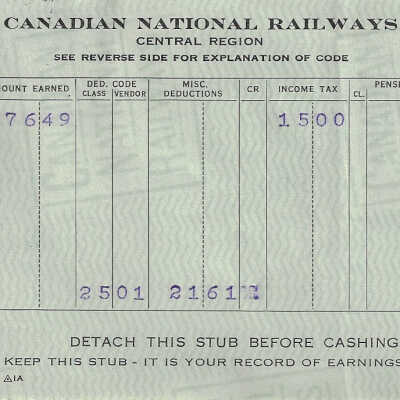 CANADIAN NATIONAL RAILWAYS
CENTRAL REGION
SEE REVERSE SIDE FOR EXPLANATION OF CODE
OUNT EARNED DED. CODE CLASS VENDOR MISC. DEDUCTIONS CR INCOME TAX CL. PENS
7649 1500
2501 2161
DETACH THIS STUB BEFORE CASHING
KEEP THIS STUB - IT IS YOUR RECORD OF EARNINGS
1A